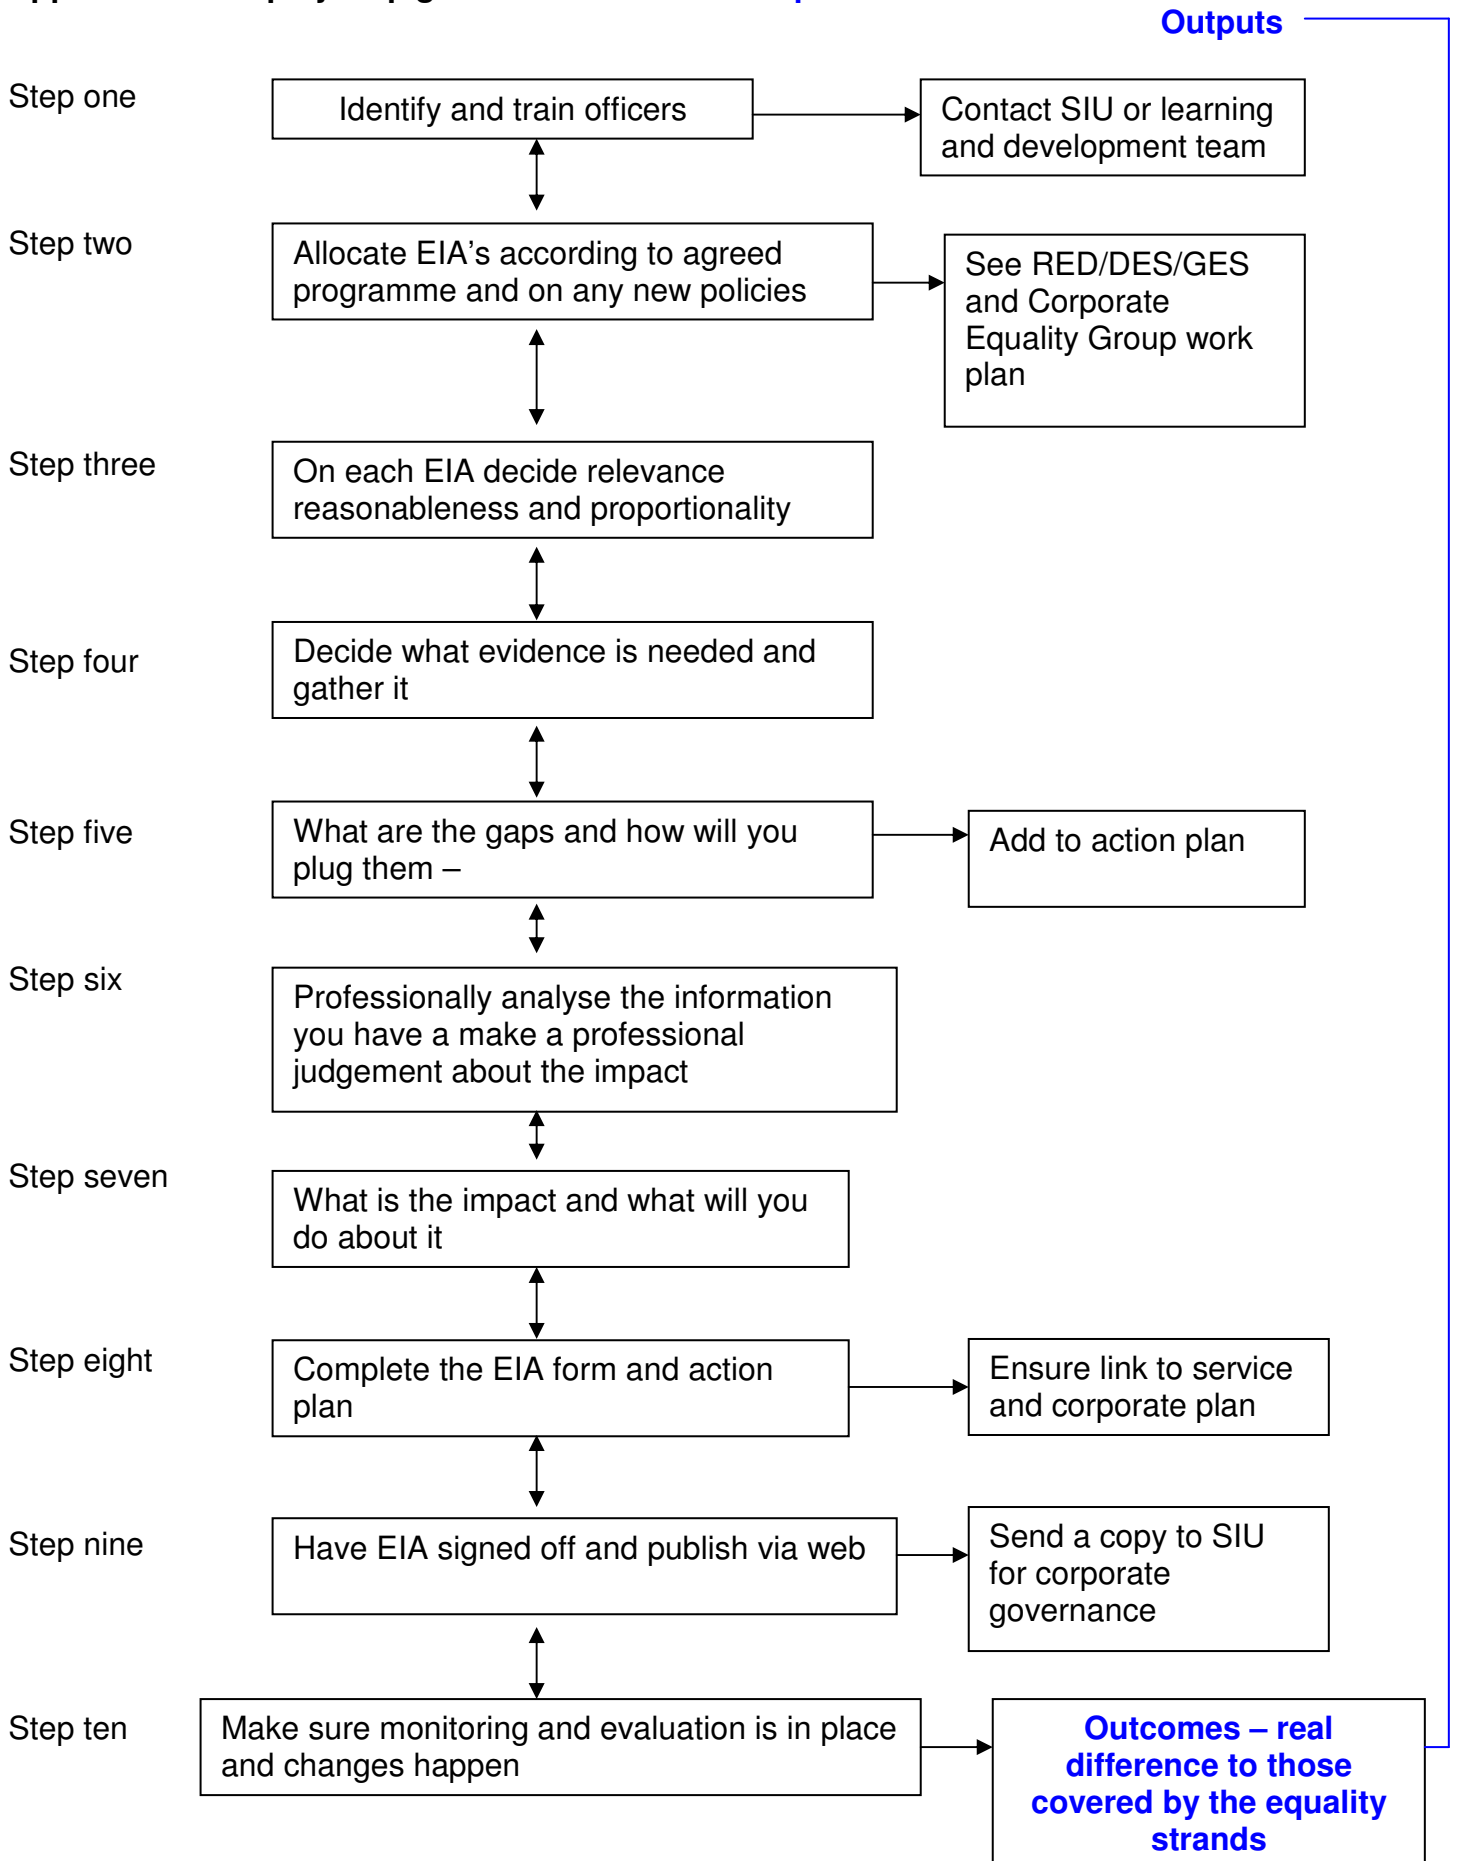 Outputs
Step one
Identify and train officers
Contact SIU or learning
and development team
Step two
Allocate EIA's according to agreed
programme and on any new policies
See RED/DES/GES
and Corporate
Equality Group work
plan
Step three
On each EIA decide relevance
reasonableness and proportionality
Step four
Decide what evidence is needed and
gather it
Step five
What are the gaps and how will you
plug them –
Add to action plan
Step six
Professionally analyse the information
you have a make a professional
judgement about the impact
Step seven
What is the impact and what will you
do about it
Step eight
Complete the EIA form and action
plan
Ensure link to service
and corporate plan
Step nine
Have EIA signed off and publish via web
Send a copy to SIU
for corporate
governance
Step ten
Make sure monitoring and evaluation is in place
and changes happen
Outcomes – real
difference to those
covered by the equality
strands